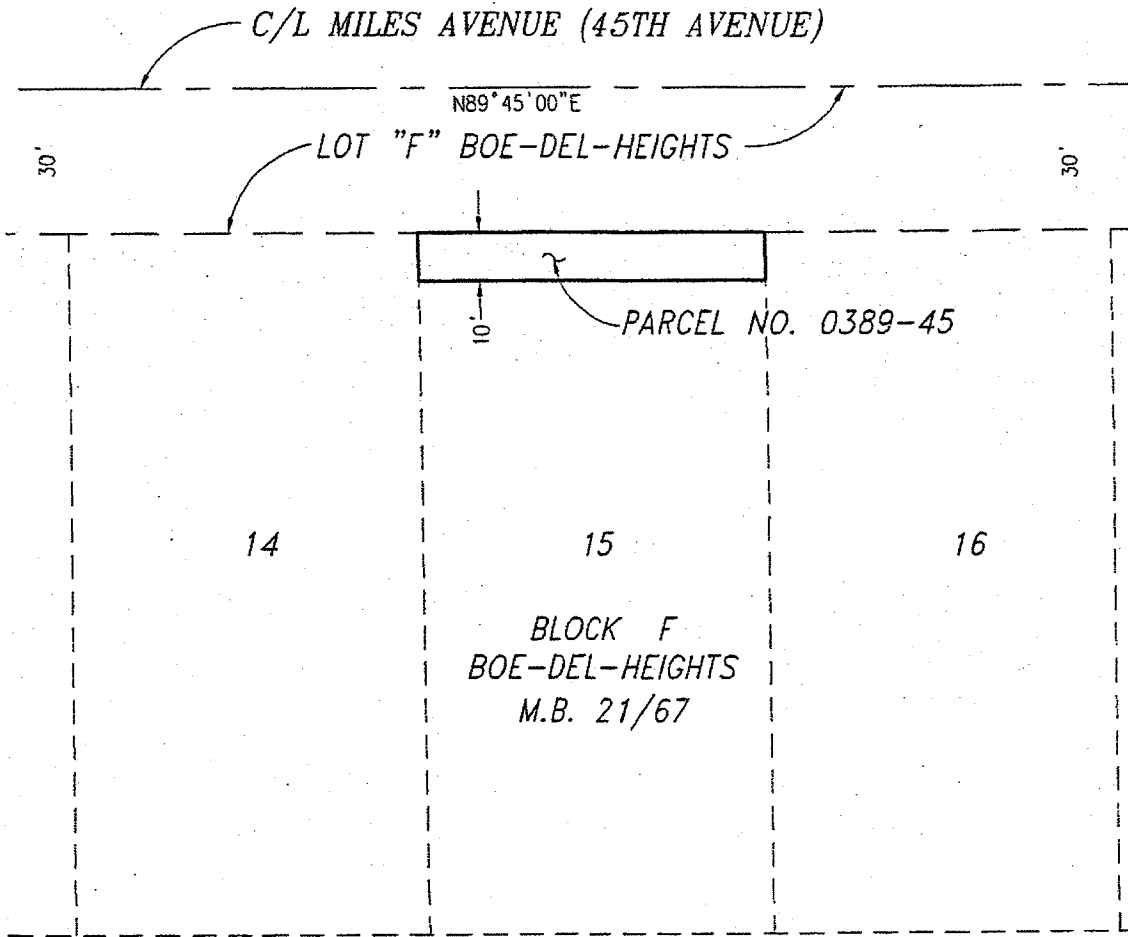 C/L MILES AVENUE (45TH AVENUE)
N89°45'00"E
LOT "F" BOE-DEL-HEIGHTS
30'
30'
10'
PARCEL NO. 0389-45
14
15
16
BLOCK F
BOE-DEL-HEIGHTS
M.B. 21/67